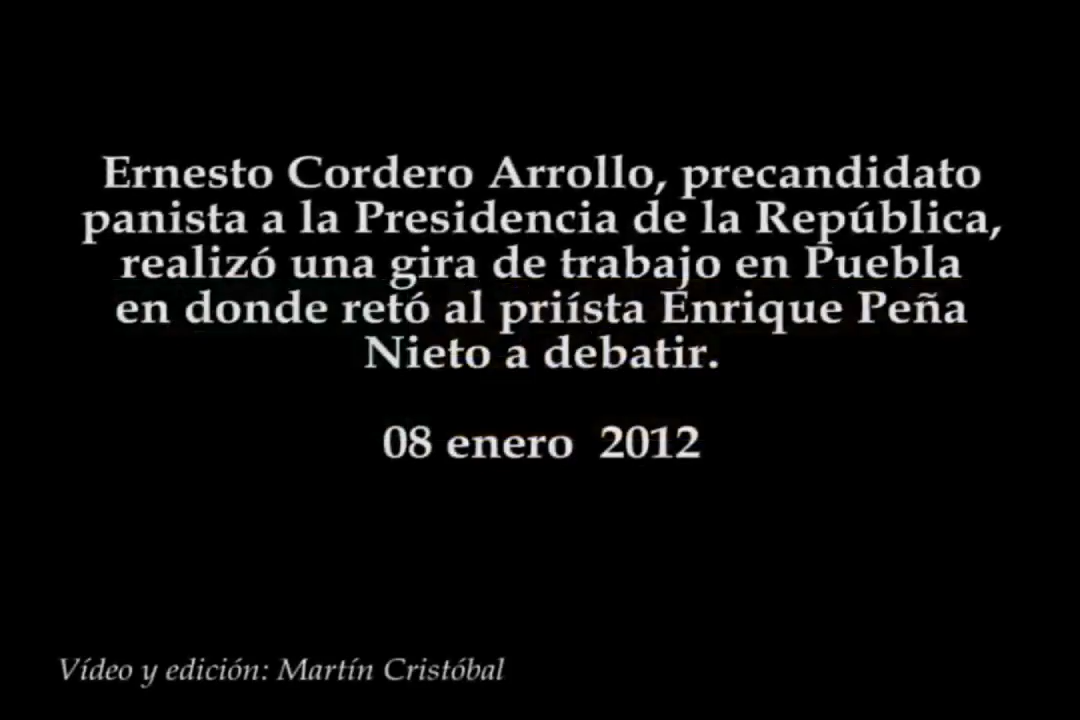 Ernesto Cordero Arrollo, precandidato
panista a la Presidencia de la República,
realizó una gira de trabajo en Puebla
en donde retó al priísta Enrique Peña
Nieto a debatir.
08 enero 2012
Vídeo y edición: Martín Cristóbal